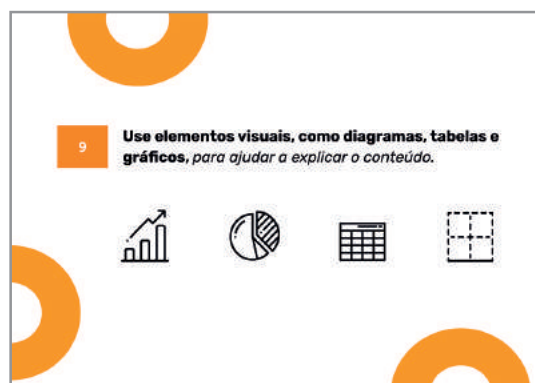 9
Use elementos visuais, como diagramas, tabelas e
gráficos, para ajudar a explicar o conteúdo.